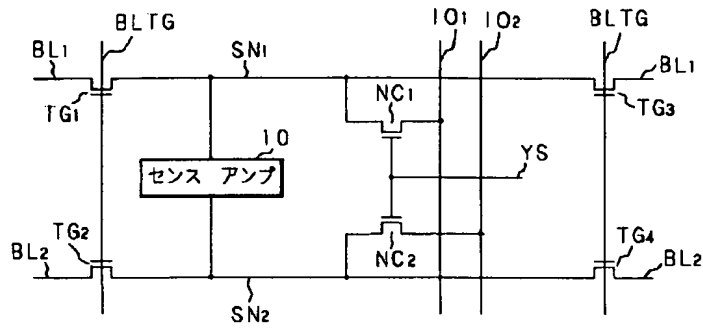 BLTG
IO1
IO2
BLTG
BL1
SN1
BL1
TG1
NC1
TG3
10
センス アンプ
YS
TG2
NC2
TG4
BL2
SN2
BL2